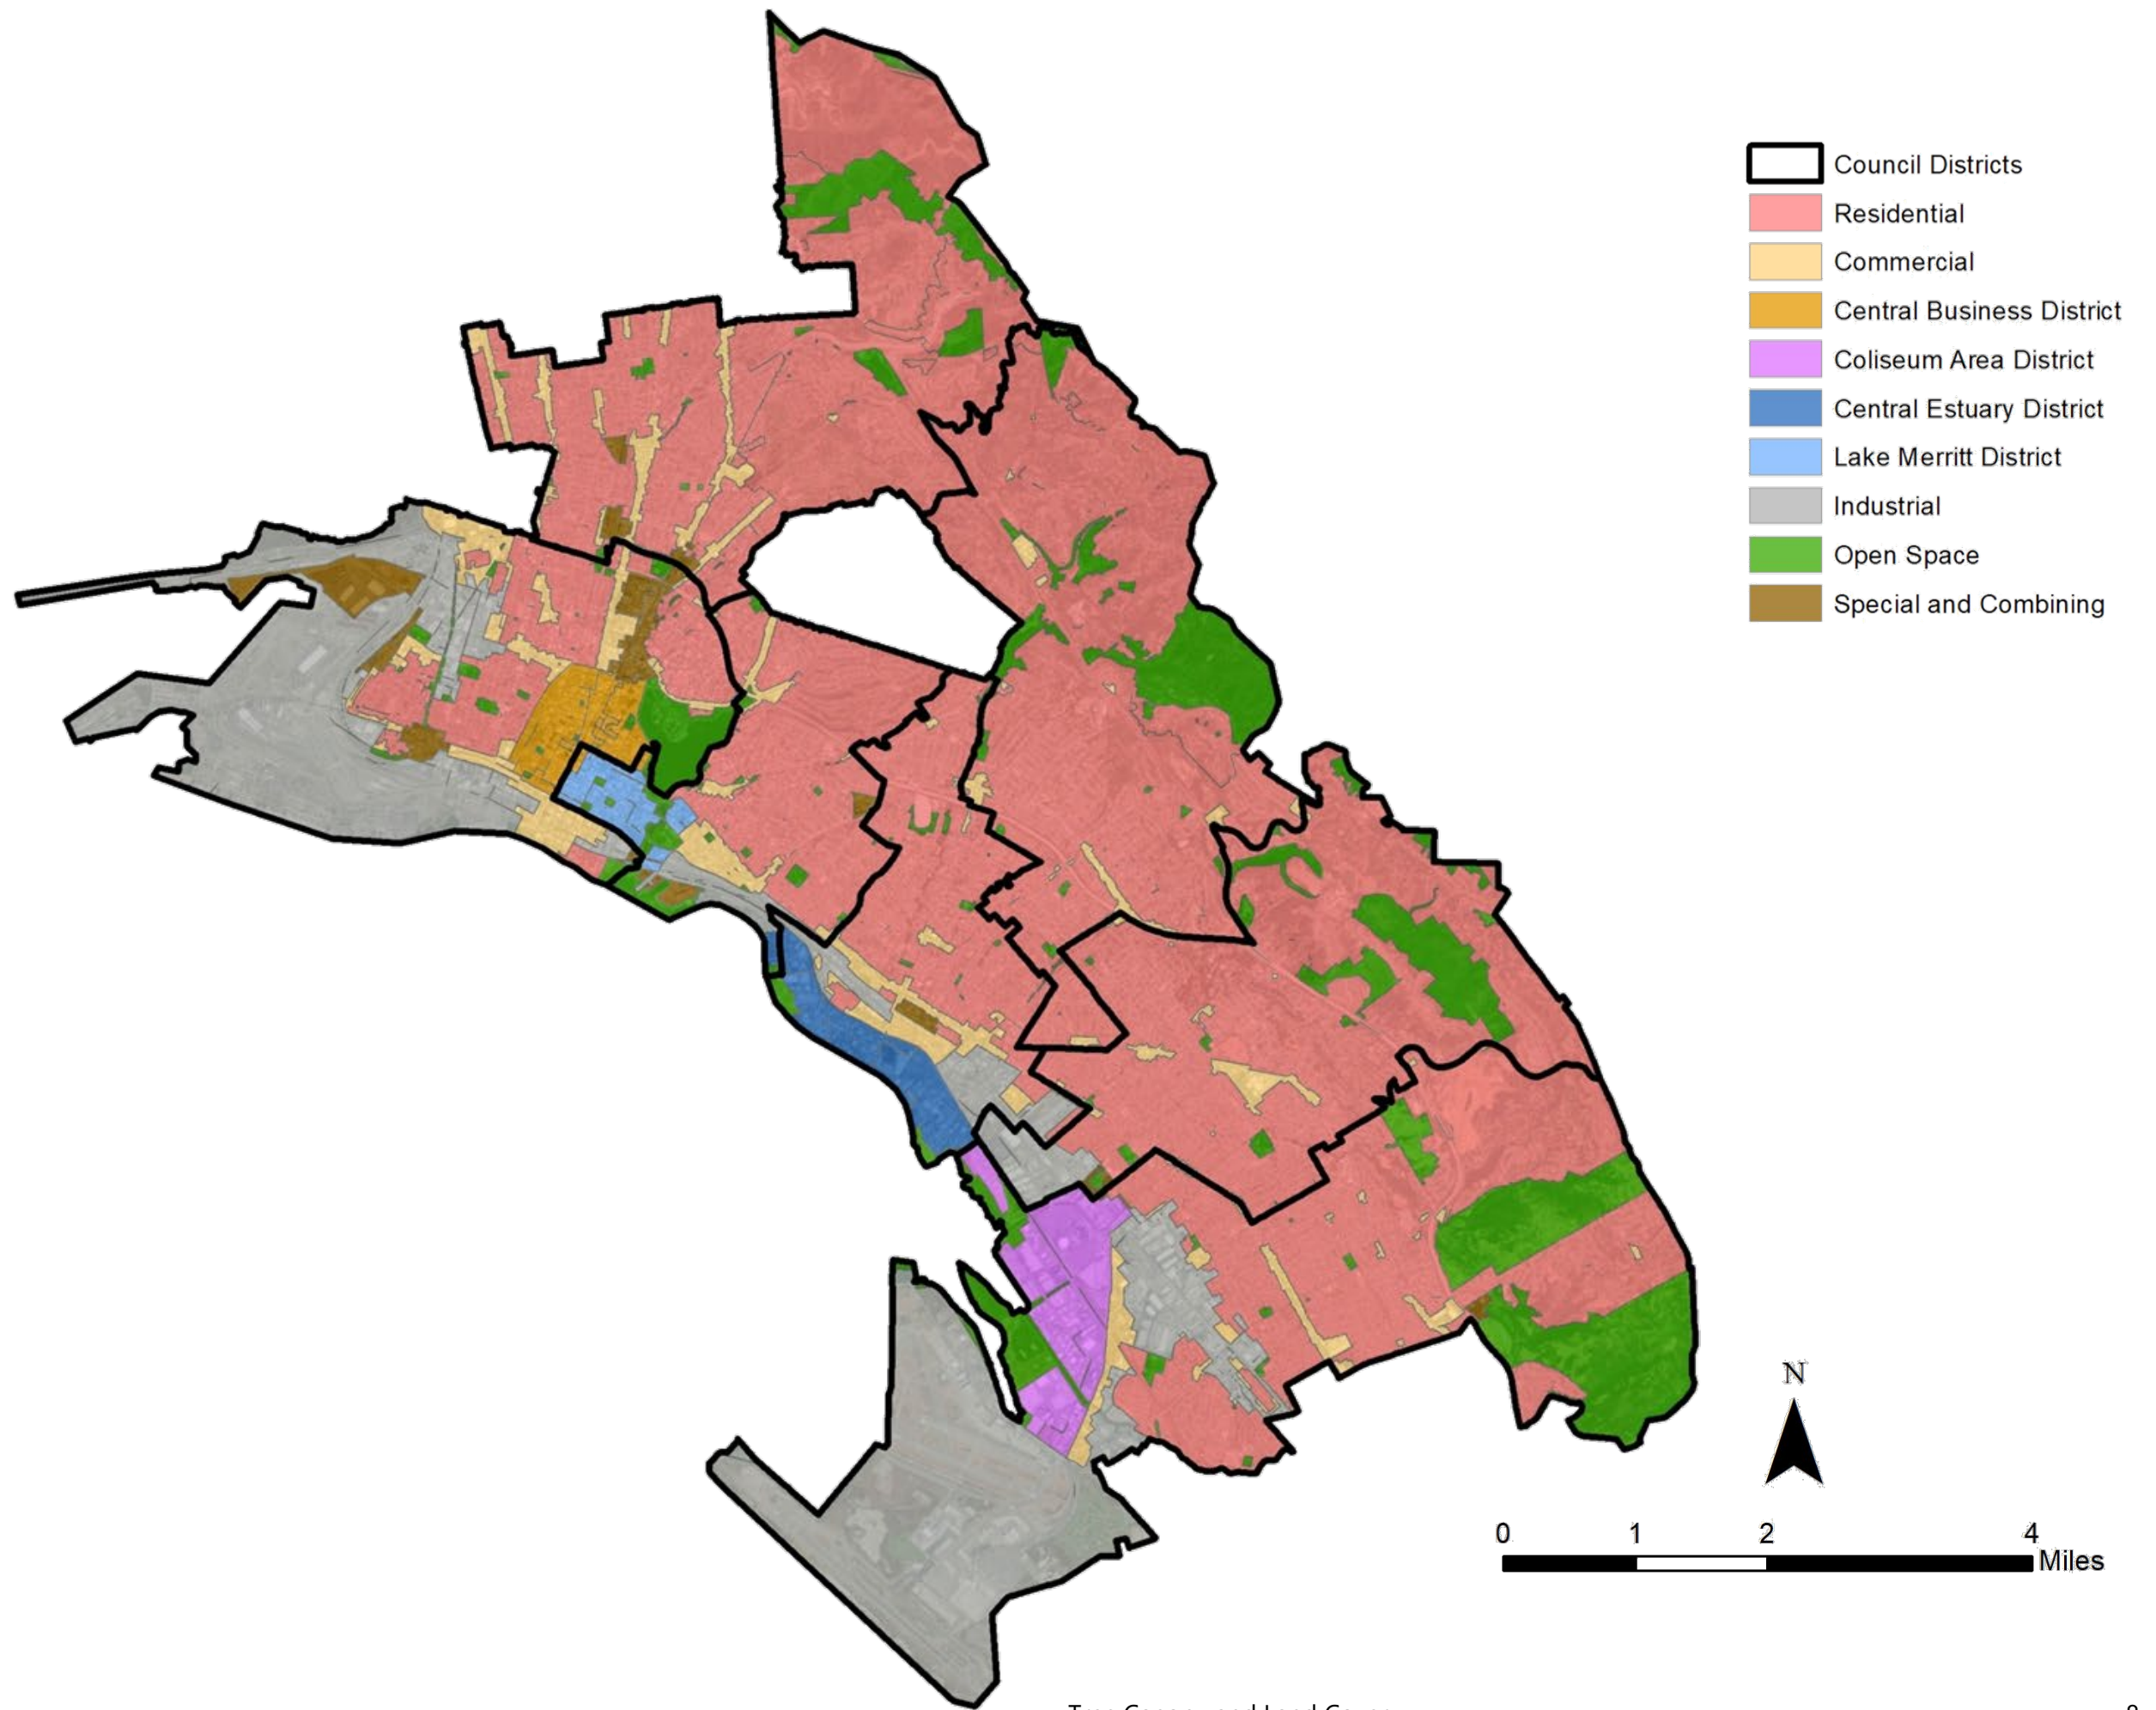 Council Districts
Residential
Commercial
Central Business District
Coliseum Area District
Central Estuary District
Lake Merritt District
Industrial
Open Space
Special and Combining
N
0 1 2 4
Miles